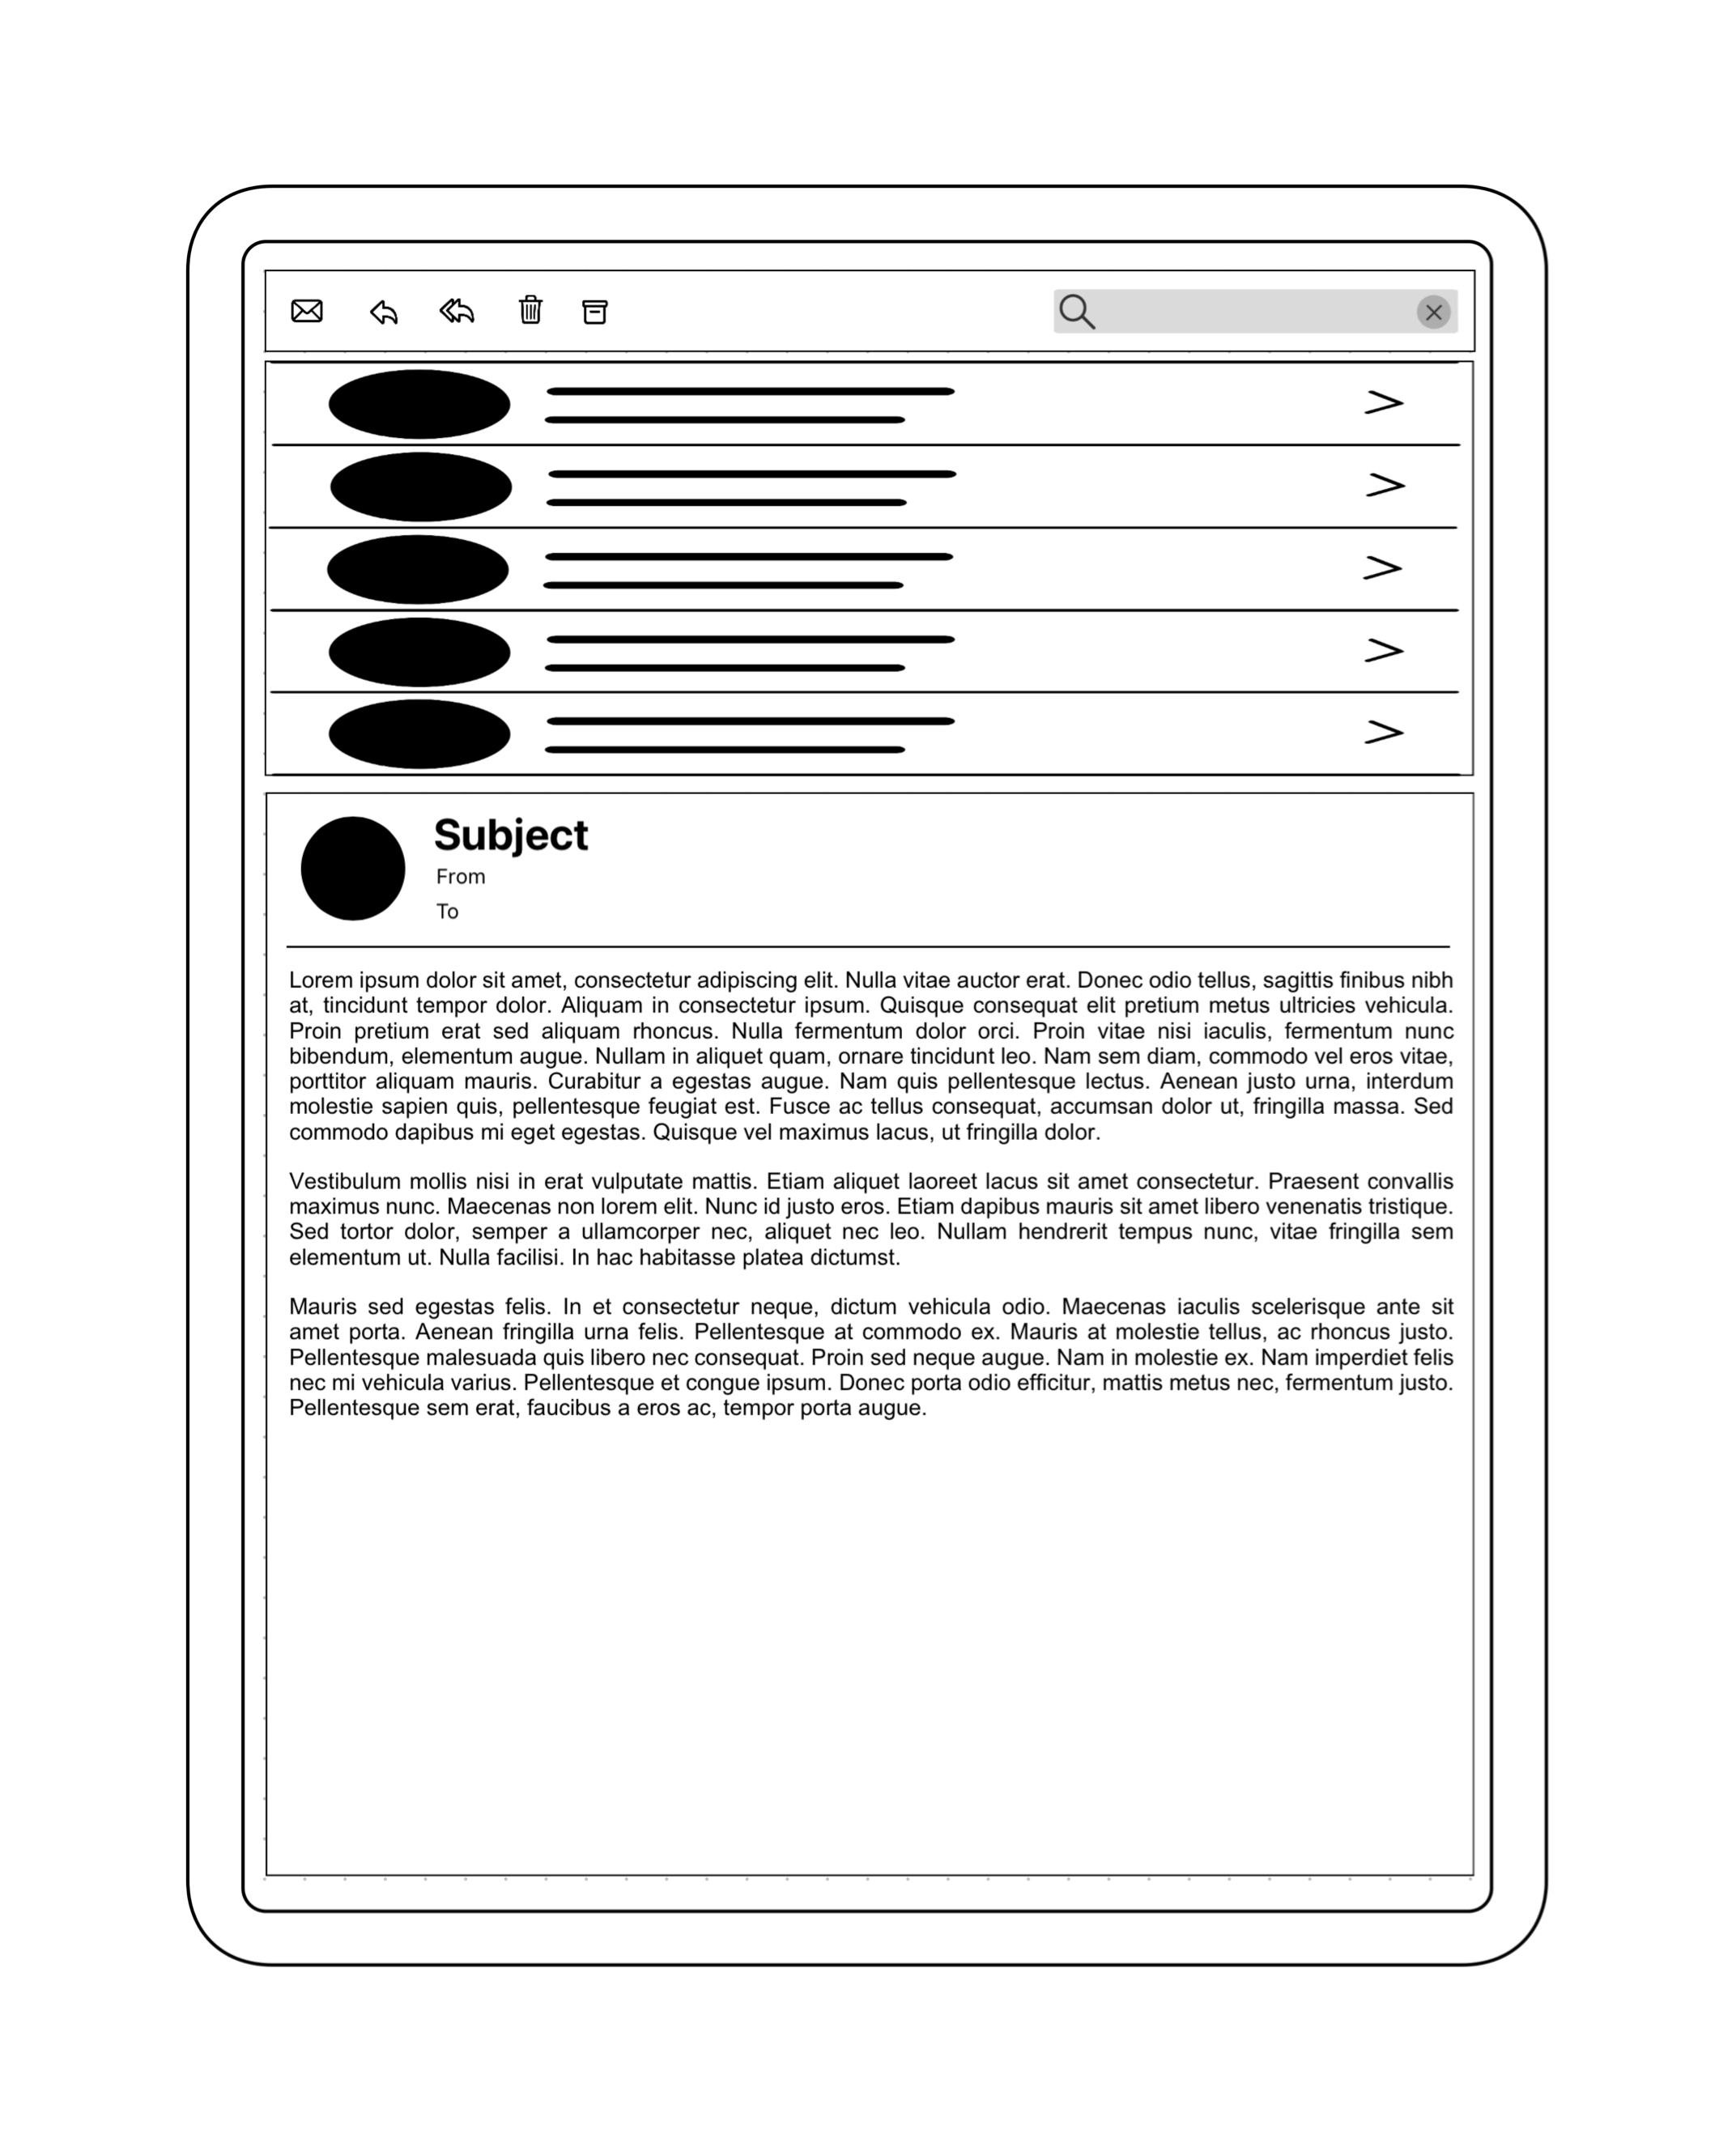 Subject
From
To
Lorem ipsum dolor sit amet, consectetur adipiscing elit. Nulla vitae auctor erat. Donec odio tellus, sagittis finibus nibh
at, tincidunt tempor dolor. Aliquam in consectetur ipsum. Quisque consequat elit pretium metus ultricies vehicula.
Proin pretium erat sed aliquam rhoncus. Nulla fermentum dolor orci. Proin vitae nisi iaculis, fermentum nunc
bibendum, elementum augue. Nullam in aliquet quam, ornare tincidunt leo. Nam sem diam, commodo vel eros vitae,
porttitor aliquam mauris. Curabitur a egestas augue. Nam quis pellentesque lectus. Aenean justo urna, interdum
molestie sapien quis, pellentesque feugiat est. Fusce ac tellus consequat, accumsan dolor ut, fringilla massa. Sed
commodo dapibus mi eget egestas. Quisque vel maximus lacus, ut fringilla dolor.
Vestibulum mollis nisi in erat vulputate mattis. Etiam aliquet laoreet lacus sit amet consectetur. Praesent convallis
maximus nunc. Maecenas non lorem elit. Nunc id justo eros. Etiam dapibus mauris sit amet libero venenatis tristique.
Sed tortor dolor, semper a ullamcorper nec, aliquet nec leo. Nullam hendrerit tempus nunc, vitae fringilla sem
elementum ut. Nulla facilisi. In hac habitasse platea dictumst.
Mauris sed egestas felis. In et consectetur neque, dictum vehicula odio. Maecenas iaculis scelerisque ante sit
amet porta. Aenean fringilla urna felis. Pellentesque at commodo ex. Mauris at molestie tellus, ac rhoncus justo.
Pellentesque malesuada quis libero nec consequat. Proin sed neque augue. Nam in molestie ex. Nam imperdiet felis
nec mi vehicula varius. Pellentesque et congue ipsum. Donec porta odio efficitur, mattis metus nec, fermentum justo.
Pellentesque sem erat, faucibus a eros ac, tempor porta augue.